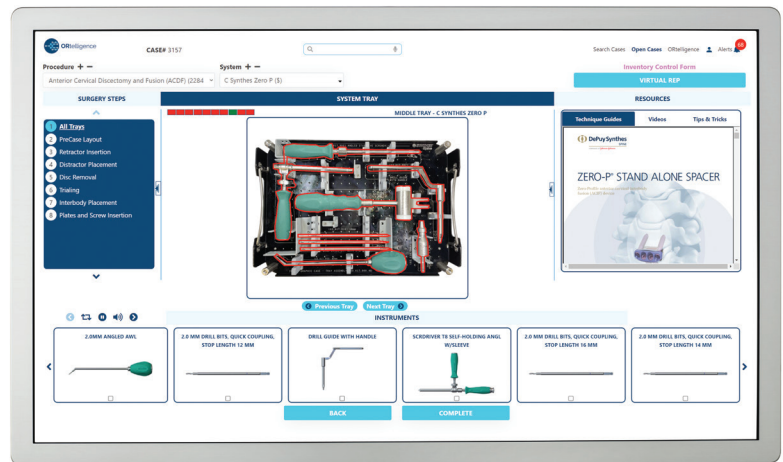 ORtelligence
CASE# 3157
Search Cases Open Cases ORtelligence Alerts
Procedure + −
System + −
Inventory Control Form
Anterior Cervical Discectomy and Fusion (ACDF) (2284
C Synthes Zero P ($)
VIRTUAL REP
SURGERY STEPS
SYSTEM TRAY
RESOURCES
MIDDLE TRAY - C SYNTHES ZERO P
1 All Trays
2 PreCase Layout
3 Retractor Insertion
4 Distractor Placement
5 Disc Removal
6 Trialing
7 Interbody Placement
8 Plates and Screw Insertion
Technique Guides Videos Tips & Tricks
DePuySynthes
ZERO-P® STAND ALONE SPACER
Previous Tray Next Tray
INSTRUMENTS
2.0MM ANGLED AWL
2.0 MM DRILL BITS, QUICK COUPLING,
STOP LENGTH 12 MM
DRILL GUIDE WITH HANDLE
SCRDRIVER T8 SELF-HOLDING ANGL
W/SLEEVE
2.0 MM DRILL BITS, QUICK COUPLING,
STOP LENGTH 16 MM
2.0 MM DRILL BITS, QUICK COUPLING,
STOP LENGTH 14 MM
BACK
COMPLETE